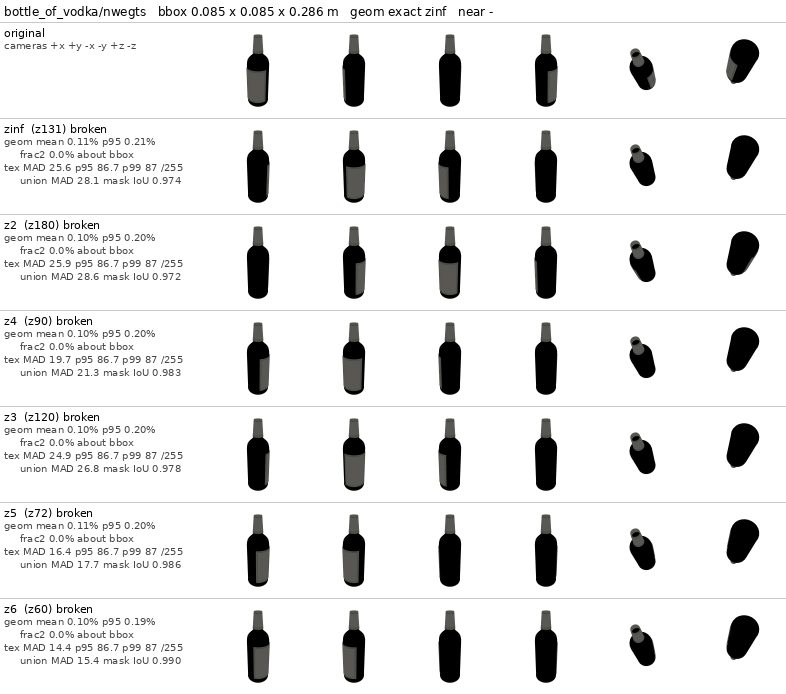 bottle_of_vodka/nwegts   bbox 0.085 x 0.085 x 0.286 m   geom exact zinf   near -
original
cameras +x +y -x -y +z -z
zinf  (z131) broken
geom mean 0.11% p95 0.21%
frac2 0.0% about bbox
tex MAD 25.6 p95 86.7 p99 87 /255
union MAD 28.1 mask IoU 0.974
z2  (z180) broken
geom mean 0.10% p95 0.20%
frac2 0.0% about bbox
tex MAD 25.9 p95 86.7 p99 87 /255
union MAD 28.6 mask IoU 0.972
z4  (z90) broken
geom mean 0.10% p95 0.20%
frac2 0.0% about bbox
tex MAD 19.7 p95 86.7 p99 87 /255
union MAD 21.3 mask IoU 0.983
z3  (z120) broken
geom mean 0.10% p95 0.20%
frac2 0.0% about bbox
tex MAD 24.9 p95 86.7 p99 87 /255
union MAD 26.8 mask IoU 0.978
z5  (z72) broken
geom mean 0.11% p95 0.20%
frac2 0.0% about bbox
tex MAD 16.4 p95 86.7 p99 87 /255
union MAD 17.7 mask IoU 0.986
z6  (z60) broken
geom mean 0.10% p95 0.19%
frac2 0.0% about bbox
tex MAD 14.4 p95 86.7 p99 87 /255
union MAD 15.4 mask IoU 0.990